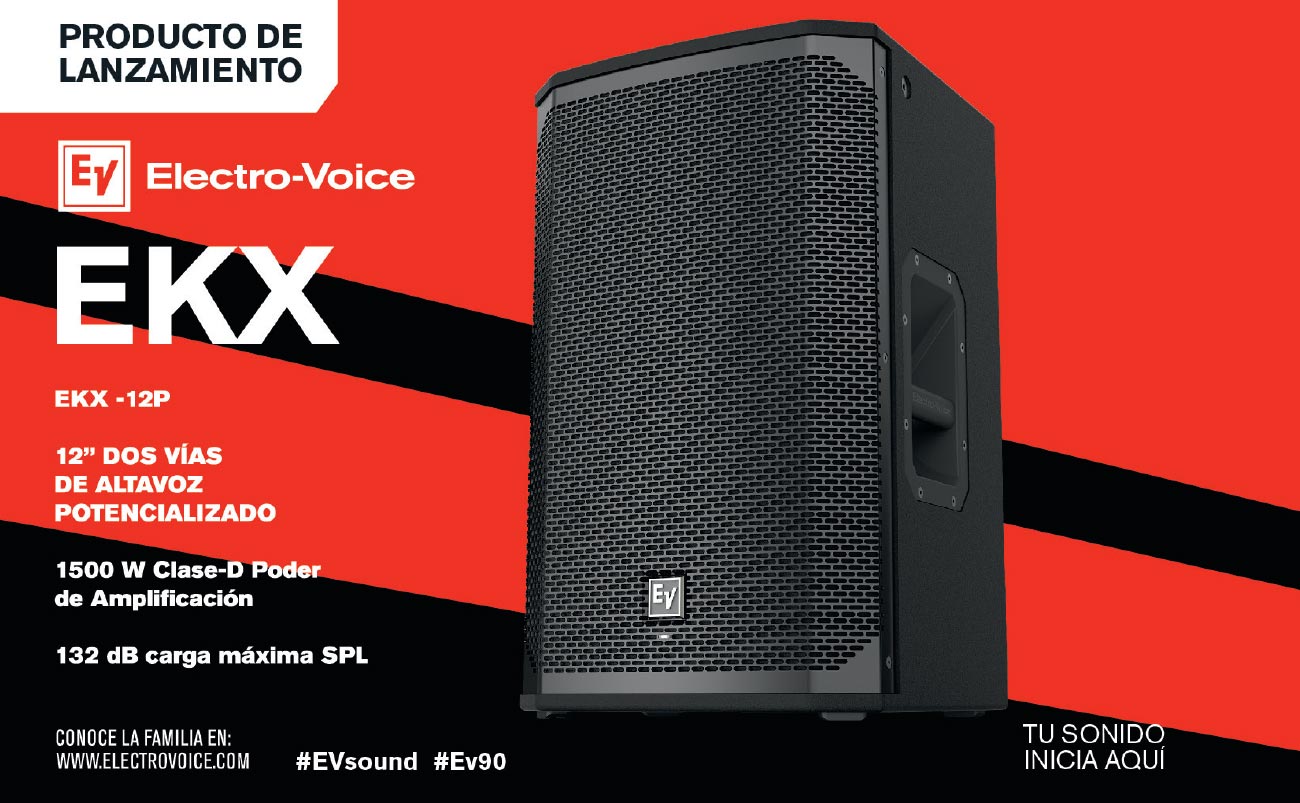 PRODUCTO DE
LANZAMIENTO
EV Electro-Voice
EKX
EKX -12P
12” DOS VÍAS
DE ALTAVOZ
POTENCIALIZADO
1500 W Clase-D Poder
de Amplificación
132 dB carga máxima SPL
CONOCE LA FAMILIA EN:
WWW.ELECTROVOICE.COM
#EVsound #Ev90
Electro-Voice
EV
TU SONIDO
INICIA AQUÍ